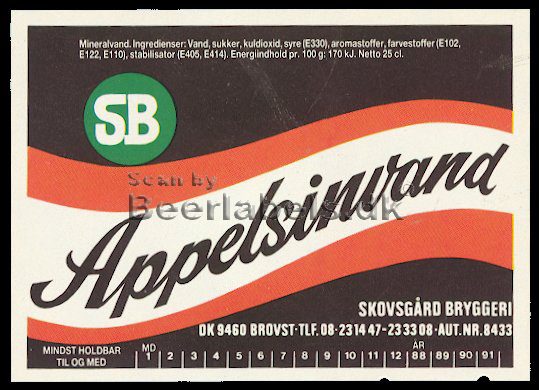 Mineralvand. Ingredienser: Vand, sukker, kuldioxid, syre (E330), aromastoffer, farvestoffer (E102,
E122, E110), stabilisator (E405, E414). Energiindhold pr. 100 g: 170 kJ. Netto 25 cl.
SB
Scan by
Beerlabels.dk
Appelsinvand
SKOVSGÅRD BRYGGERI
DK 9460 BROVST·TLF. 08·23 14 47-23 33 08·AUT.NR.8433
MINDST HOLDBAR
TIL OG MED
MD ÅR
1 2 3 4 5 6 7 8 9 10 11 12 88 89 90 91